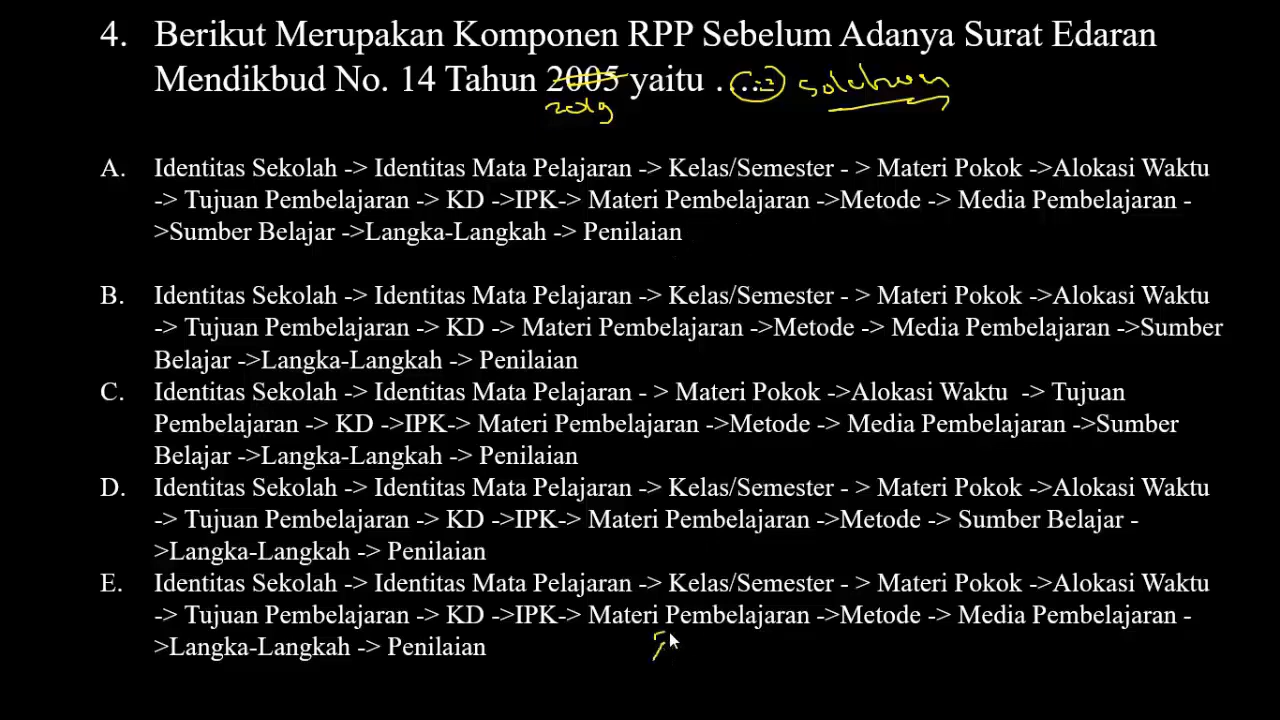 4. Berikut Merupakan Komponen RPP Sebelum Adanya Surat Edaran
Mendikbud No. 14 Tahun 2005 yaitu . . . .
2019
A. Identitas Sekolah -> Identitas Mata Pelajaran -> Kelas/Semester - > Materi Pokok ->Alokasi Waktu
-> Tujuan Pembelajaran -> KD ->IPK-> Materi Pembelajaran ->Metode -> Media Pembelajaran -
>Sumber Belajar ->Langka-Langkah -> Penilaian
B. Identitas Sekolah -> Identitas Mata Pelajaran -> Kelas/Semester - > Materi Pokok ->Alokasi Waktu
-> Tujuan Pembelajaran -> KD -> Materi Pembelajaran ->Metode -> Media Pembelajaran ->Sumber
Belajar ->Langka-Langkah -> Penilaian
C. Identitas Sekolah -> Identitas Mata Pelajaran - > Materi Pokok ->Alokasi Waktu -> Tujuan
Pembelajaran -> KD ->IPK-> Materi Pembelajaran ->Metode -> Media Pembelajaran ->Sumber
Belajar ->Langka-Langkah -> Penilaian
D. Identitas Sekolah -> Identitas Mata Pelajaran -> Kelas/Semester - > Materi Pokok ->Alokasi Waktu
-> Tujuan Pembelajaran -> KD ->IPK-> Materi Pembelajaran ->Metode -> Sumber Belajar -
>Langka-Langkah -> Penilaian
E. Identitas Sekolah -> Identitas Mata Pelajaran -> Kelas/Semester - > Materi Pokok ->Alokasi Waktu
-> Tujuan Pembelajaran -> KD ->IPK-> Materi Pembelajaran ->Metode -> Media Pembelajaran -
>Langka-Langkah -> Penilaian